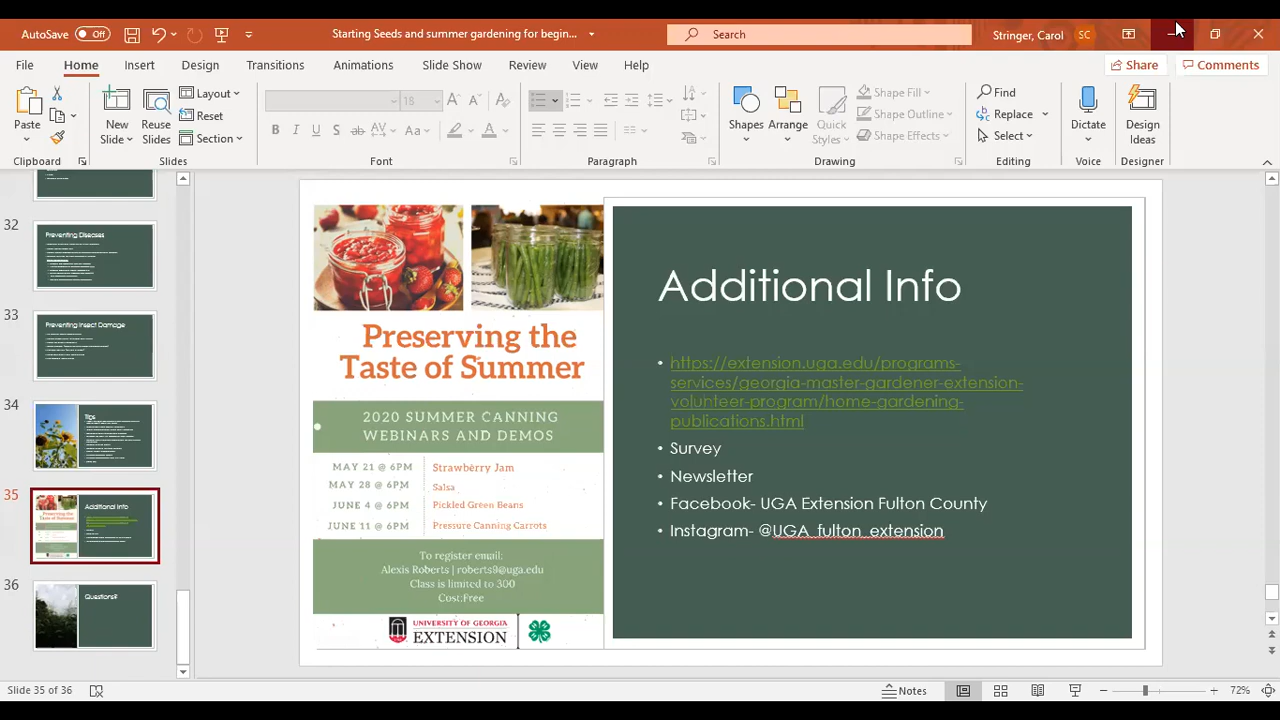 AutoSave Off
Starting Seeds and summer gardening for begin...
Search
Stringer, Carol SC
File Home Insert Design Transitions Animations Slide Show Review View Help
Share Comments
Paste
New Slide
Reuse Slides
Layout
Reset
Section
18
Shapes
Arrange
Quick Styles
Shape Fill
Shape Outline
Shape Effects
Find
Replace
Select
Dictate
Design Ideas
Clipboard Slides Font Paragraph Drawing Editing Voice Designer
32
Preventing Diseases
33
Preventing Insect Damage
34
Tips
35
Additional Info
36
Questions?
Preserving the
Taste of Summer
2020 SUMMER CANNING
WEBINARS AND DEMOS
MAY 21 @ 6PM Strawberry Jam
MAY 28 @ 6PM Salsa
JUNE 4 @ 6PM Pickled Green Beans
JUNE 11 @ 6PM Pressure Canning Carrots
To register email:
Alexis Roberts | roberts9@uga.edu
Class is limited to 300
Cost:Free
UNIVERSITY OF GEORGIA
EXTENSION
Additional Info
• https://extension.uga.edu/programs-
services/georgia-master-gardener-extension-
volunteer-program/home-gardening-
publications.html
• Survey
• Newsletter
• Facebook- UGA Extension Fulton County
• Instagram- @UGA_fulton_extension
Slide 35 of 36
Notes
72%